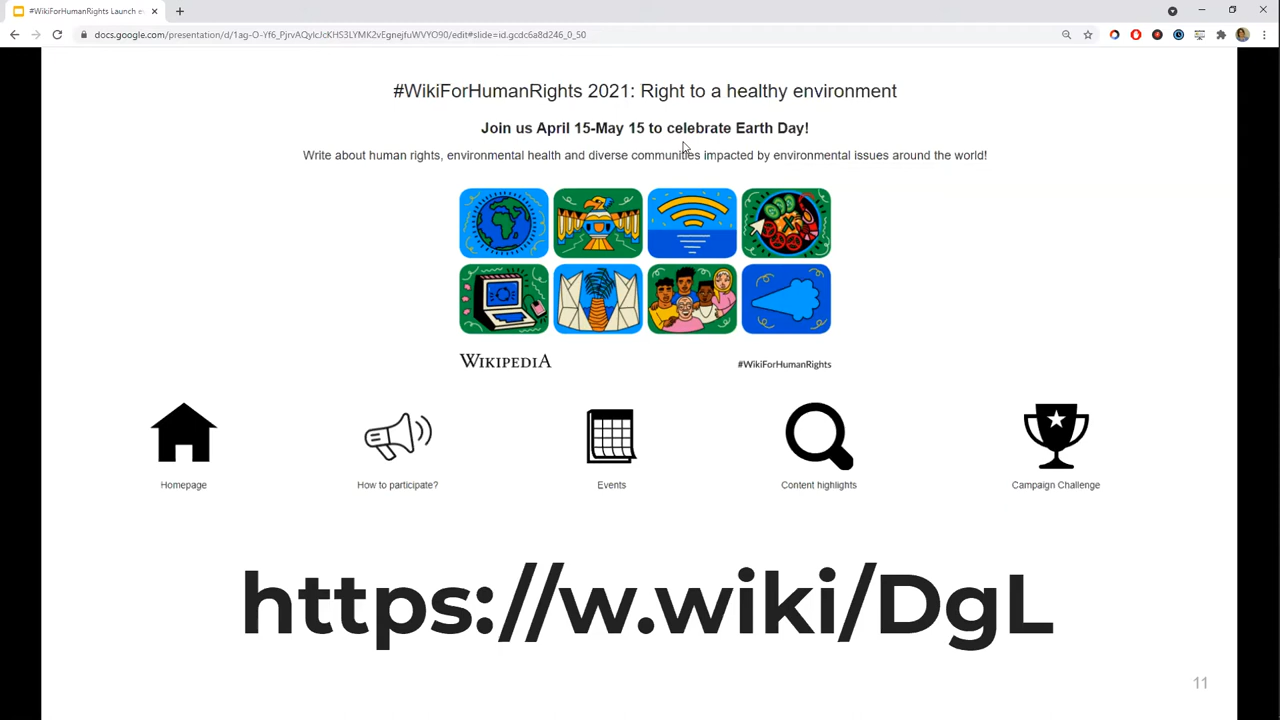 #WikiForHumanRights Launch e
docs.google.com/presentation/d/1ag-O-Yf6_PjrvAQylcJcKHS3LYMK2vEgnejfuWVYO90/edit#slide=id.gcdc6a8d246_0_50
#WikiForHumanRights 2021: Right to a healthy environment
Join us April 15-May 15 to celebrate Earth Day!
Write about human rights, environmental health and diverse communities impacted by environmental issues around the world!
WIKIPEDIA
#WikiForHumanRights
Homepage
How to participate?
Events
Content highlights
Campaign Challenge
https://w.wiki/DgL
11